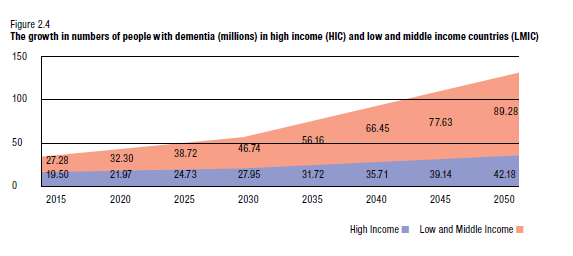 Figure 2.4
The growth in numbers of people with dementia (millions) in high income (HIC) and low and middle income countries (LMIC)
150
100
50
0
27.28 32.30 38.72 46.74 56.16 66.45 77.63 89.28
19.50 21.97 24.73 27.95 31.72 35.71 39.14 42.18
2015 2020 2025 2030 2035 2040 2045 2050
High Income Low and Middle Income